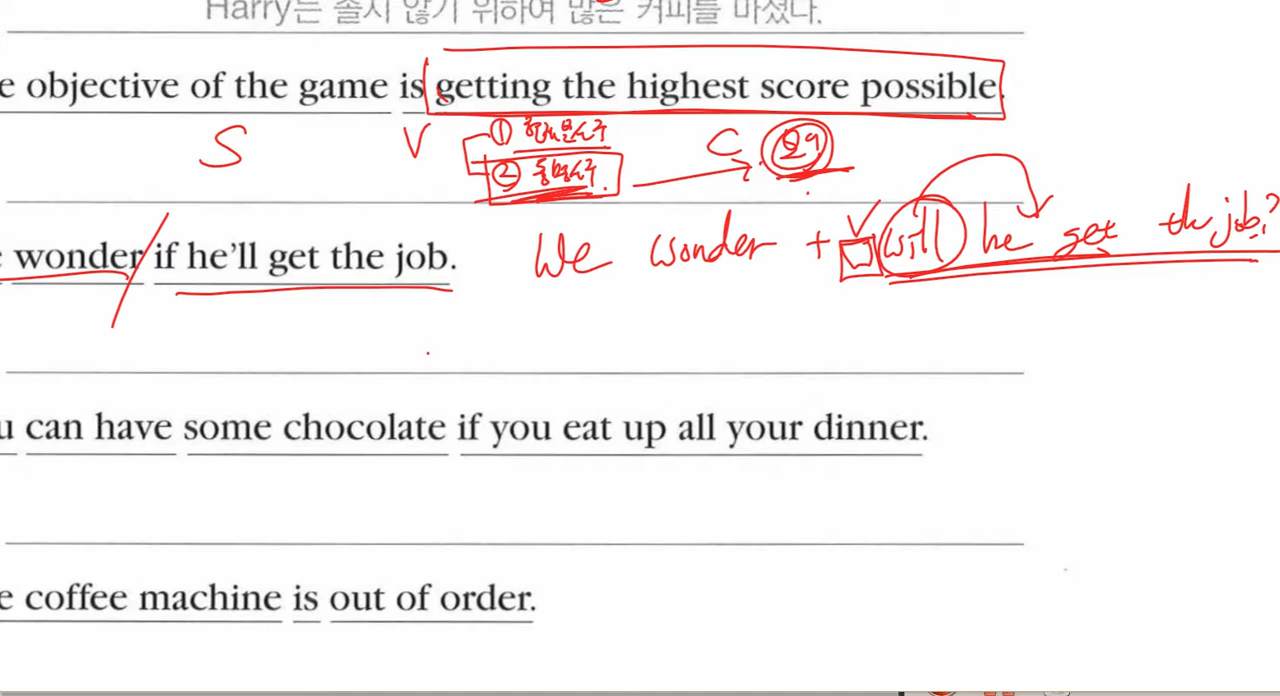 Harry는 졸지 않기 위하여 많은 커피를 마셨다.
e objective of the game is getting the highest score possible.
S V ① 현재분사구 C 보어
② 동명사구
wonder if he'll get the job.
We wonder + will he get the job?
u can have some chocolate if you eat up all your dinner.
e coffee machine is out of order.